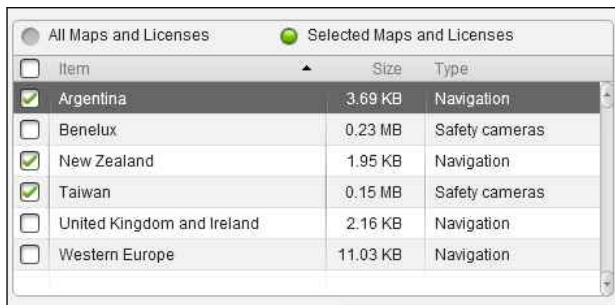 All Maps and Licenses Selected Maps and Licenses
Item Size Type
Argentina 3.69 KB Navigation
Benelux 0.23 MB Safety cameras
New Zealand 1.95 KB Navigation
Taiwan 0.15 MB Safety cameras
United Kingdom and Ireland 2.16 KB Navigation
Western Europe 11.03 KB Navigation